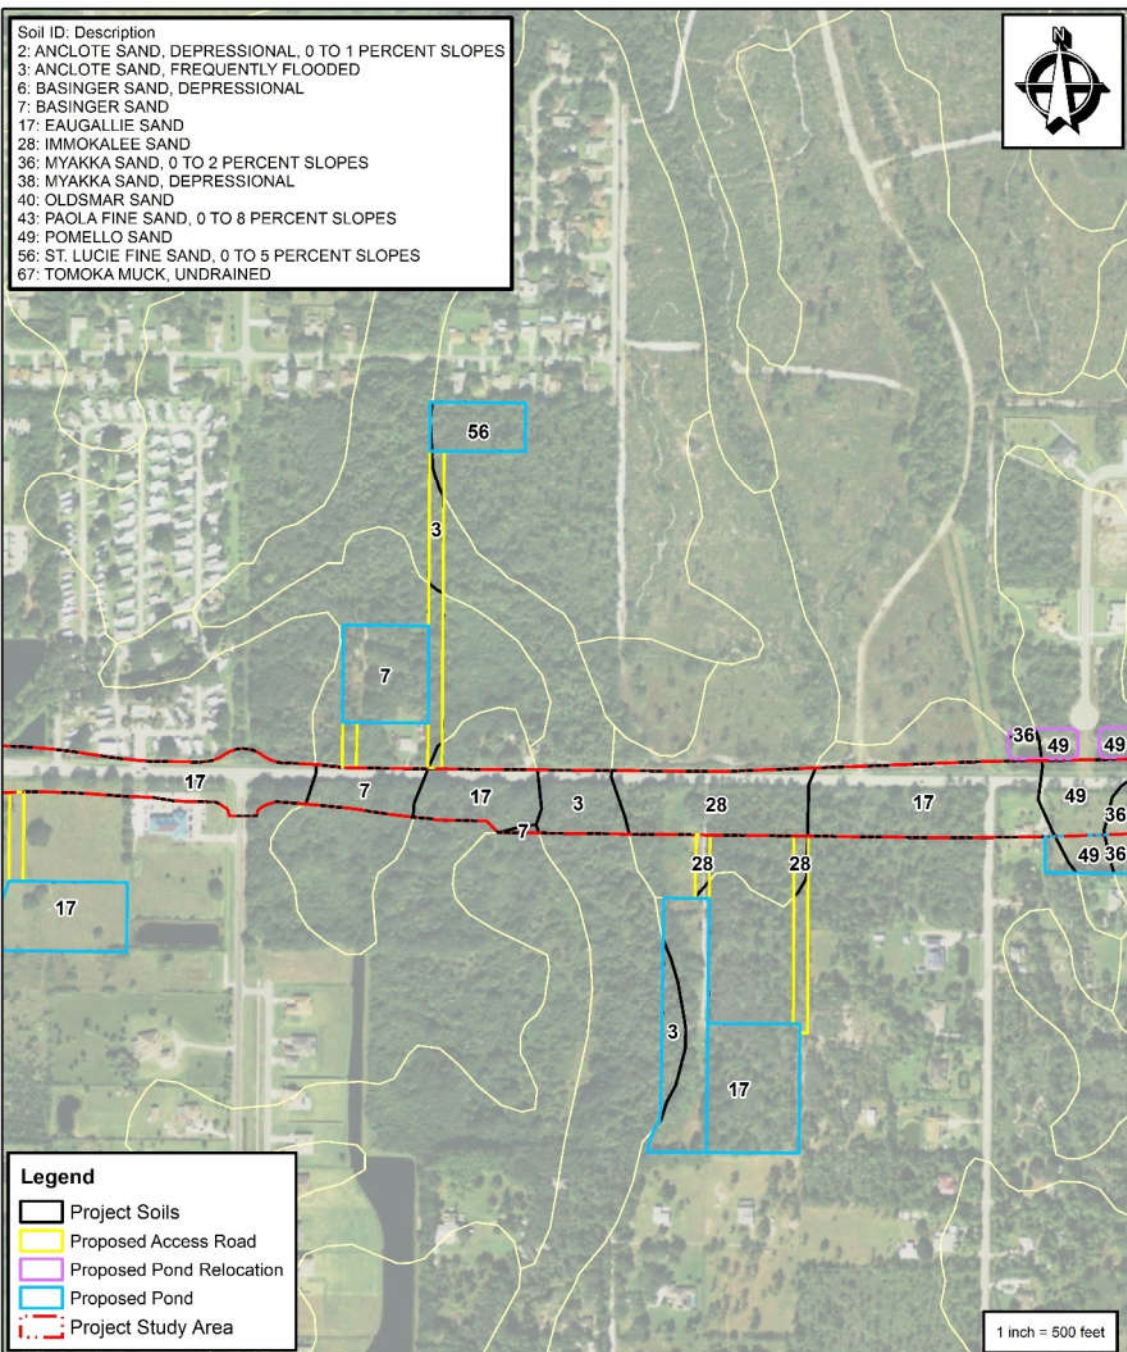 Soil ID: Description
2: ANCLOTE SAND, DEPRESSIONAL, 0 TO 1 PERCENT SLOPES
3: ANCLOTE SAND, FREQUENTLY FLOODED
6: BASINGER SAND, DEPRESSIONAL
7: BASINGER SAND
17: EAUGALLIE SAND
28: IMMOKALEE SAND
36: MYAKKA SAND, 0 TO 2 PERCENT SLOPES
38: MYAKKA SAND, DEPRESSIONAL
40: OLDSMAR SAND
43: PAOLA FINE SAND, 0 TO 8 PERCENT SLOPES
49: POMELLO SAND
56: ST. LUCIE FINE SAND, 0 TO 5 PERCENT SLOPES
67: TOMOKA MUCK, UNDRAINED
N
56
3
7
36
49
49
17
7
17
3
28
17
49
36
7
28
28
49
36
17
3
17
Legend
Project Soils
Proposed Access Road
Proposed Pond Relocation
Proposed Pond
Project Study Area
1 inch = 500 feet